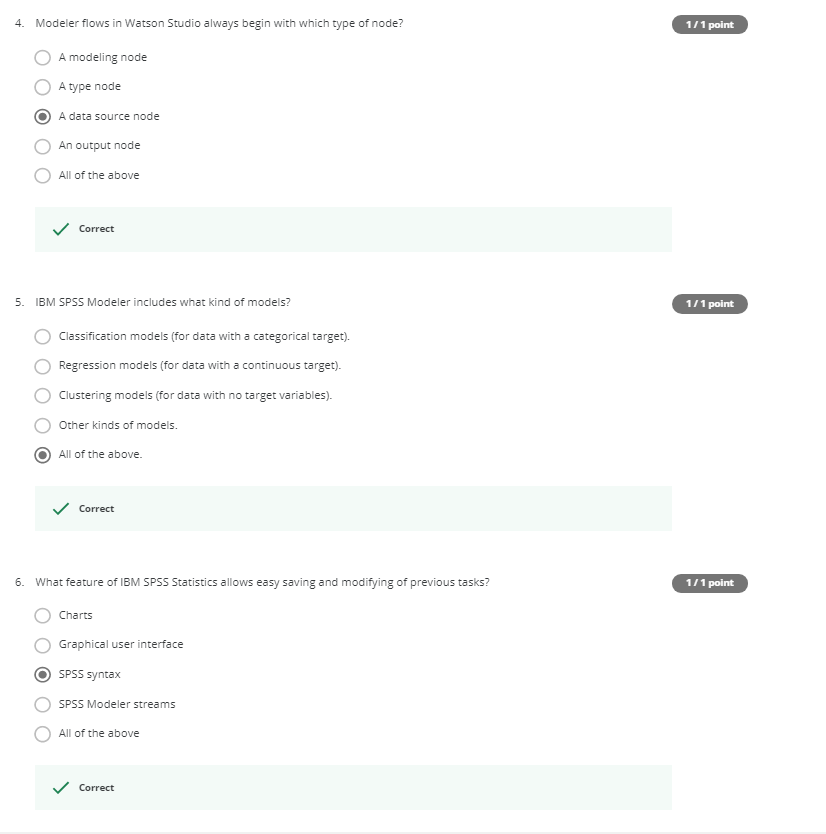 4. Modeler flows in Watson Studio always begin with which type of node? 1 / 1 point
A modeling node
A type node
A data source node
An output node
All of the above
Correct
5. IBM SPSS Modeler includes what kind of models? 1 / 1 point
Classification models (for data with a categorical target).
Regression models (for data with a continuous target).
Clustering models (for data with no target variables).
Other kinds of models.
All of the above.
Correct
6. What feature of IBM SPSS Statistics allows easy saving and modifying of previous tasks? 1 / 1 point
Charts
Graphical user interface
SPSS syntax
SPSS Modeler streams
All of the above
Correct